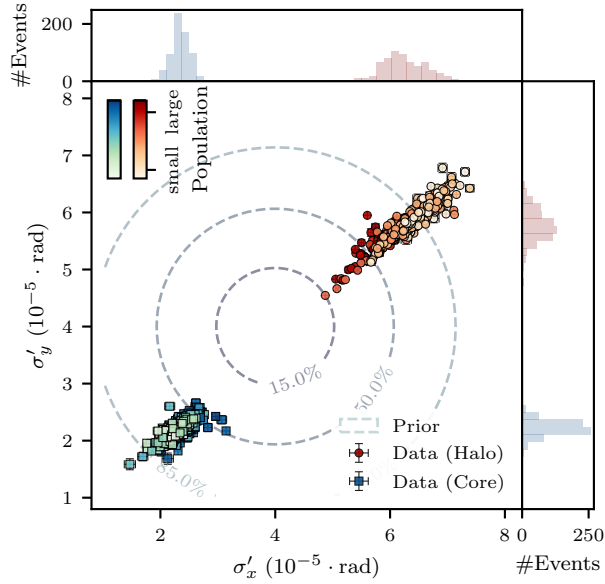 200
0
#Events
8
7
6
5
4
3
2
1
σ′y (10⁻⁵ · rad)
small large
Population
15.0%
50.0%
85.0%
Prior
Data (Halo)
Data (Core)
2
4
6
8
σ′x (10⁻⁵ · rad)
0
250
#Events